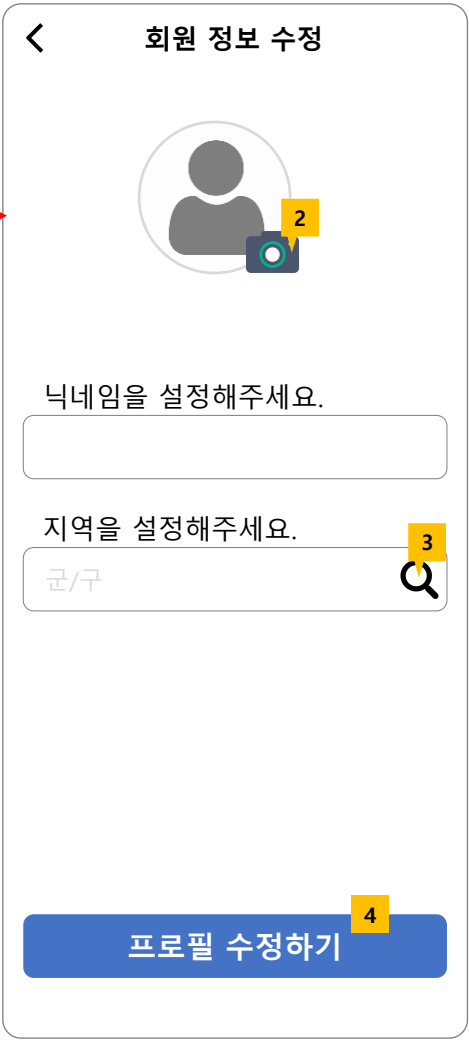 회원 정보 수정
2
닉네임을 설정해주세요.
지역을 설정해주세요.
3
군/구
4
프로필 수정하기